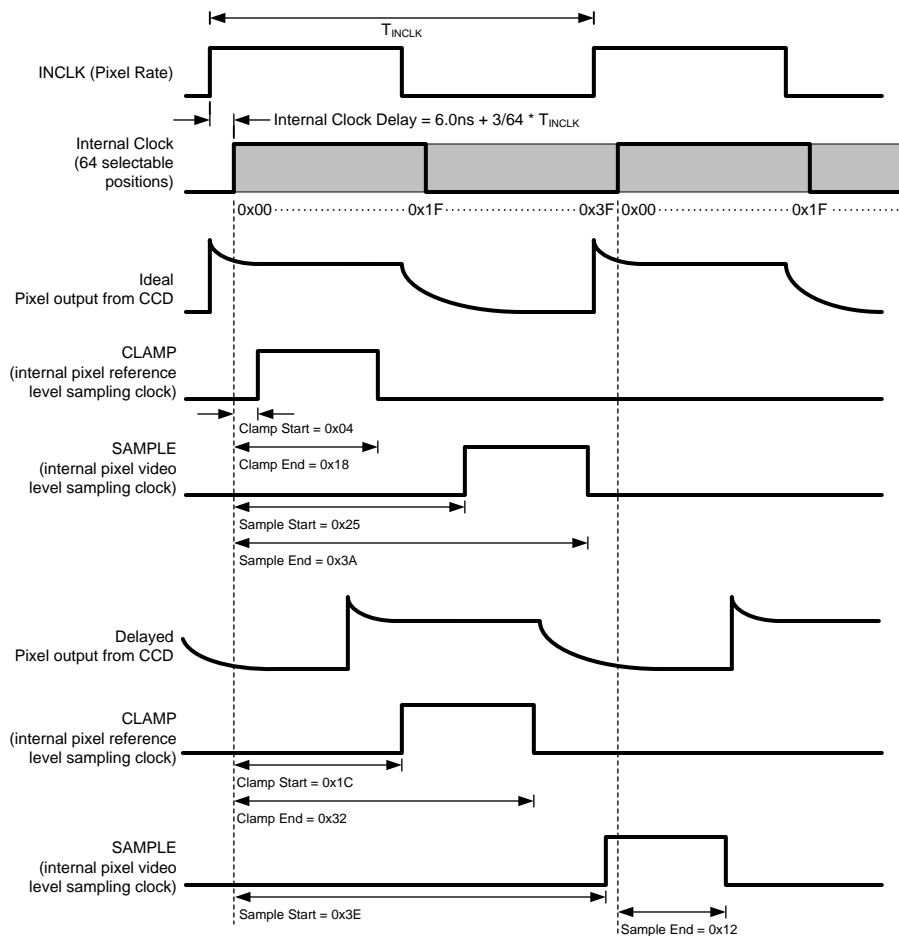 T_INCLK
INCLK (Pixel Rate)
Internal Clock Delay = 6.0ns + 3/64 * T_INCLK
Internal Clock
(64 selectable
positions)
0x00 0x1F 0x3F 0x00 0x1F
Ideal
Pixel output from CCD
CLAMP
(internal pixel reference
level sampling clock)
Clamp Start = 0x04
Clamp End = 0x18
SAMPLE
(internal pixel video
level sampling clock)
Sample Start = 0x25
Sample End = 0x3A
Delayed
Pixel output from CCD
CLAMP
(internal pixel reference
level sampling clock)
Clamp Start = 0x1C
Clamp End = 0x32
SAMPLE
(internal pixel video
level sampling clock)
Sample Start = 0x3E
Sample End = 0x12